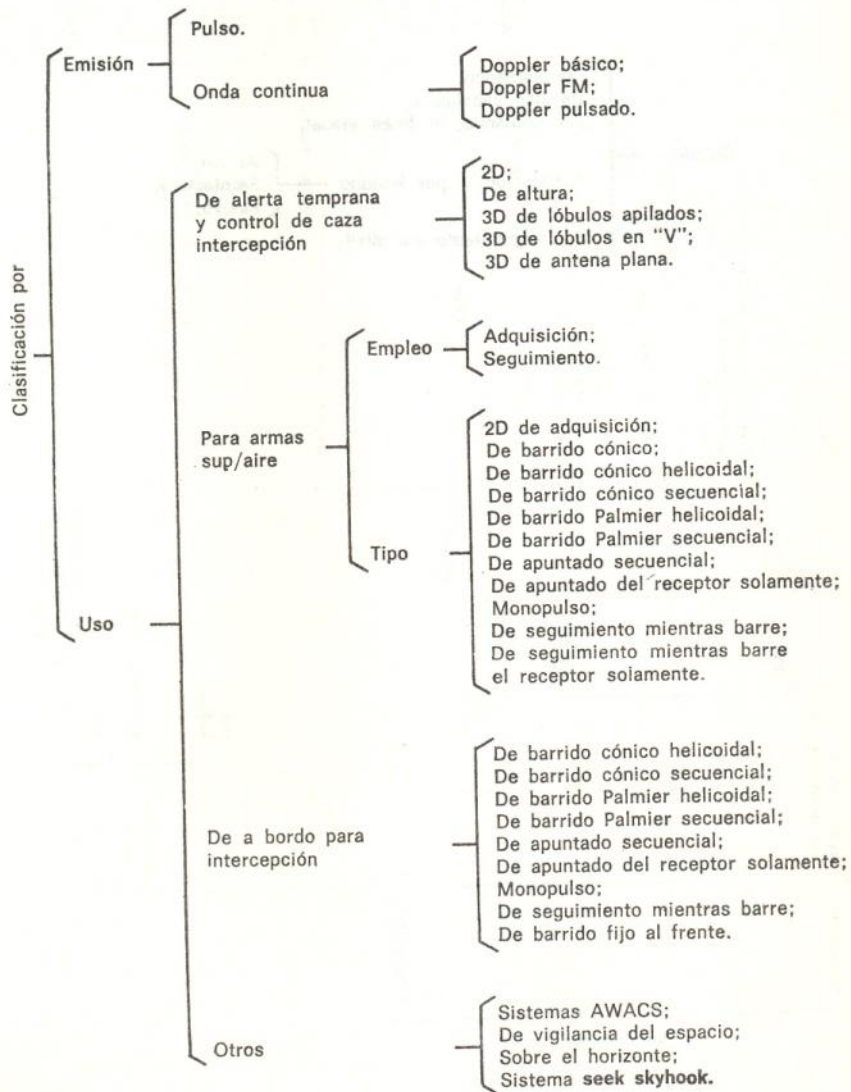 Clasificación por
Emisión
Pulso.
Onda continua
Doppler básico;
Doppler FM;
Doppler pulsado.
Uso
De alerta temprana
y control de caza
intercepción
2D;
De altura;
3D de lóbulos apilados;
3D de lóbulos en "V";
3D de antena plana.
Para armas
sup/aire
Empleo
Adquisición;
Seguimiento.
Tipo
2D de adquisición;
De barrido cónico;
De barrido cónico helicoidal;
De barrido cónico secuencial;
De barrido Palmier helicoidal;
De barrido Palmier secuencial;
De apuntado secuencial;
De apuntado del receptor solamente;
Monopulso;
De seguimiento mientras barre;
De seguimiento mientras barre
el receptor solamente.
De a bordo para
intercepción
De barrido cónico helicoidal;
De barrido cónico secuencial;
De barrido Palmier helicoidal;
De barrido Palmier secuencial;
De apuntado secuencial;
De apuntado del receptor solamente;
Monopulso;
De seguimiento mientras barre;
De barrido fijo al frente.
Otros
Sistemas AWACS;
De vigilancia del espacio;
Sobre el horizonte;
Sistema seek skyhook.